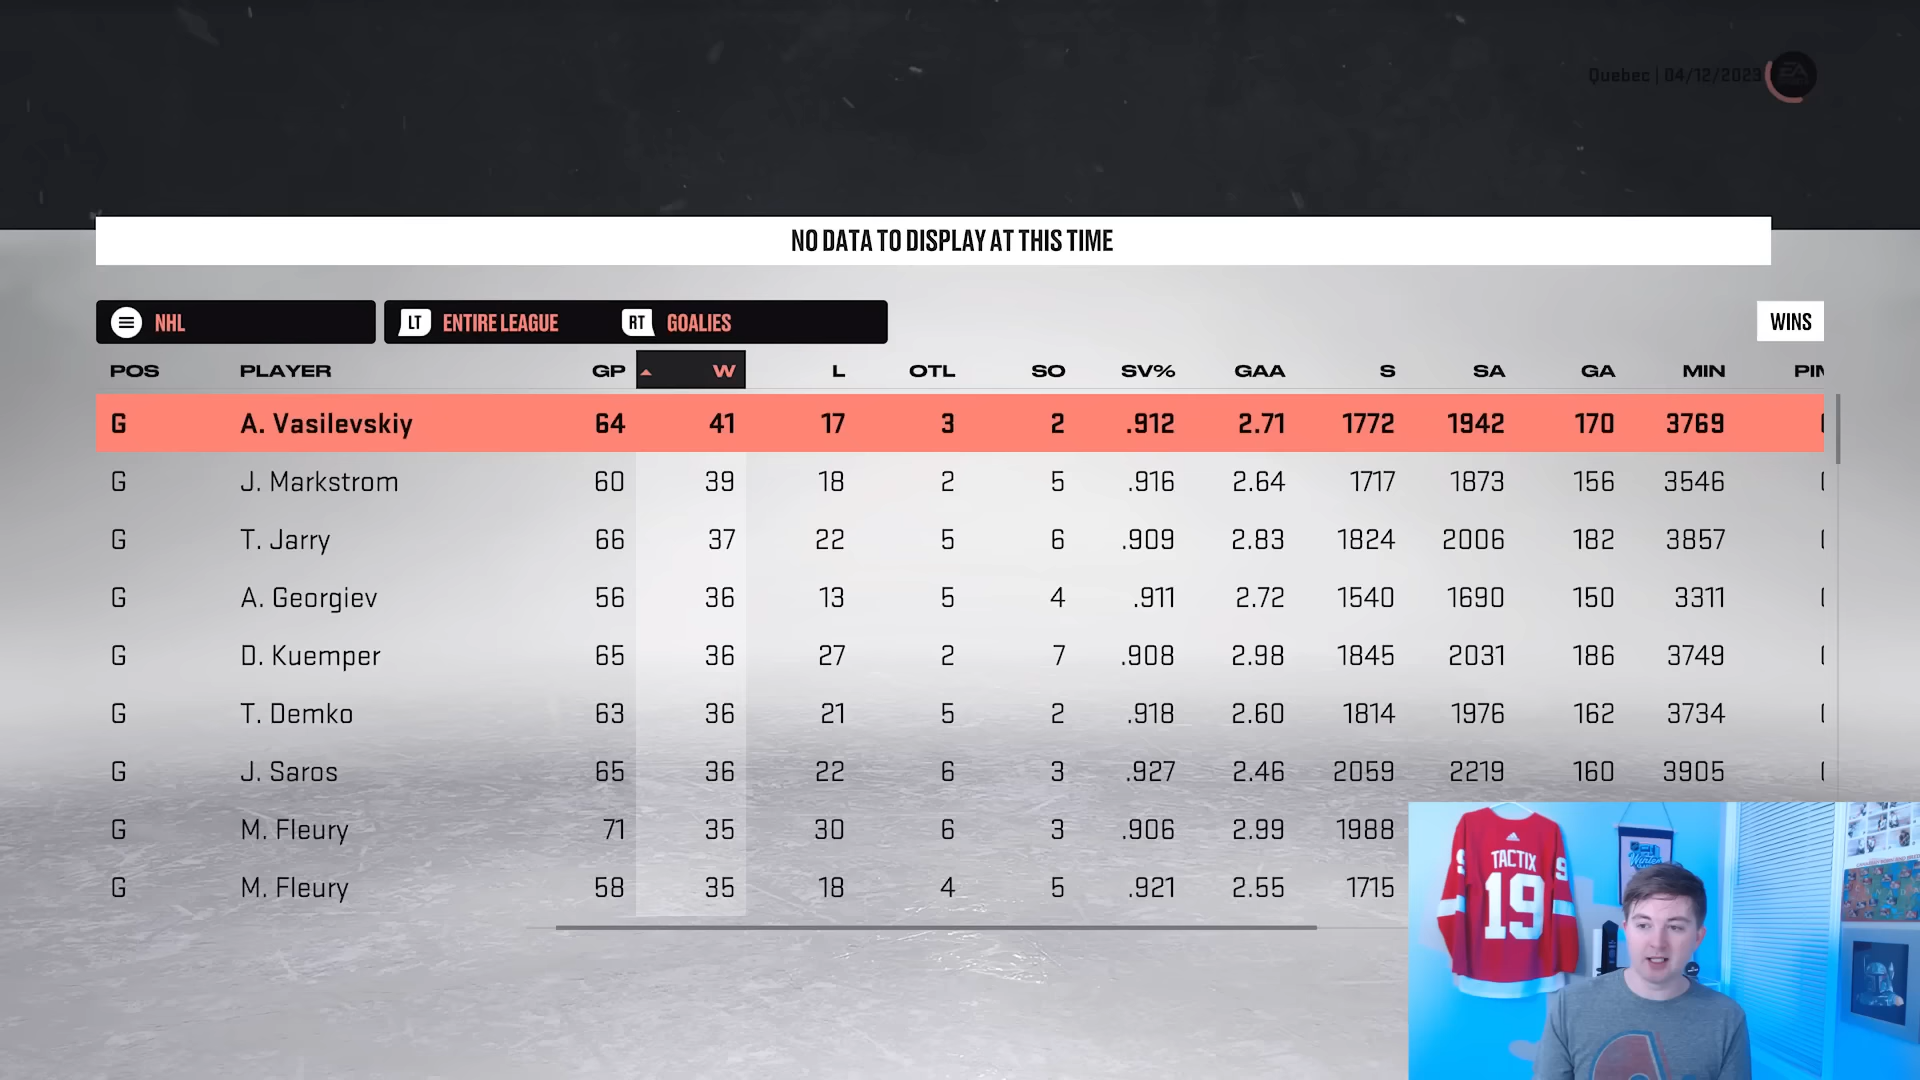 Quebec | 04/12/2023
NO DATA TO DISPLAY AT THIS TIME
NHL LT ENTIRE LEAGUE RT GOALIES WINS
POS PLAYER GP W L OTL SO SV% GAA S SA GA MIN
G A. Vasilevskiy 64 41 17 3 2 .912 2.71 1772 1942 170 3769
G J. Markstrom 60 39 18 2 5 .916 2.64 1717 1873 156 3546
G T. Jarry 66 37 22 5 6 .909 2.83 1824 2006 182 3857
G A. Georgiev 56 36 13 5 4 .911 2.72 1540 1690 150 3311
G D. Kuemper 65 36 27 2 7 .908 2.98 1845 2031 186 3749
G T. Demko 63 36 21 5 2 .918 2.60 1814 1976 162 3734
G J. Saros 65 36 22 6 3 .927 2.46 2059 2219 160 3905
G M. Fleury 71 35 30 6 3 .906 2.99 1988
G M. Fleury 58 35 18 4 5 .921 2.55 1715
TACTIX
19
Winter